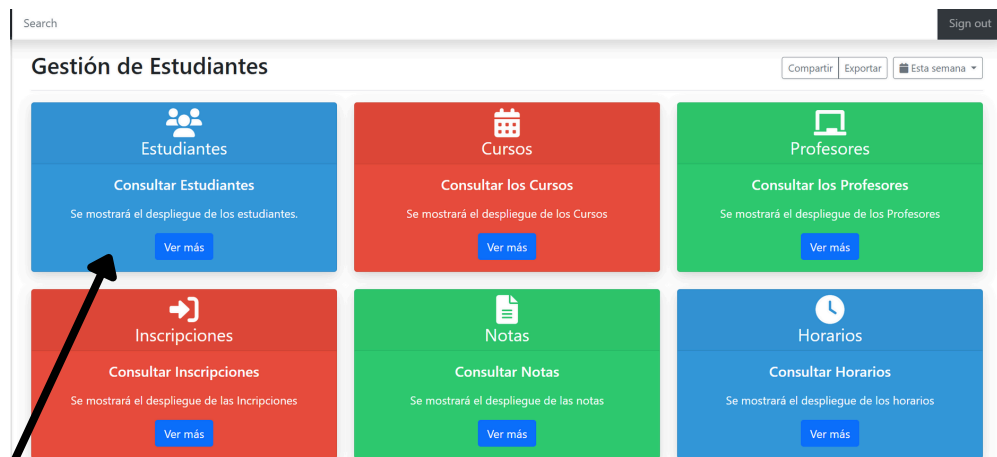 Search
Sign out
Gestión de Estudiantes
Compartir
Exportar
Esta semana
Estudiantes
Consultar Estudiantes
Se mostrará el despliegue de los estudiantes.
Ver más
Cursos
Consultar los Cursos
Se mostrará el despliegue de los Cursos
Ver más
Profesores
Consultar los Profesores
Se mostrará el despliegue de los Profesores
Ver más
Inscripciones
Consultar Inscripciones
Se mostrará el despliegue de las Incripciones
Ver más
Notas
Consultar Notas
Se mostrará el despliegue de las notas
Ver más
Horarios
Consultar Horarios
Se mostrará el despliegue de los horarios
Ver más